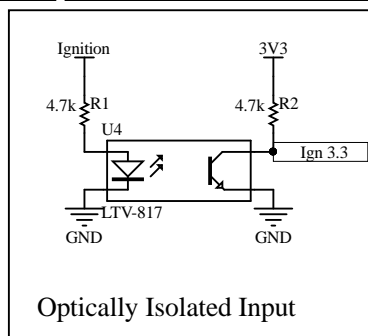 Ignition
3V3
4.7k R1
4.7k R2
U4
Ign 3.3
LTV-817
GND
GND
Optically Isolated Input